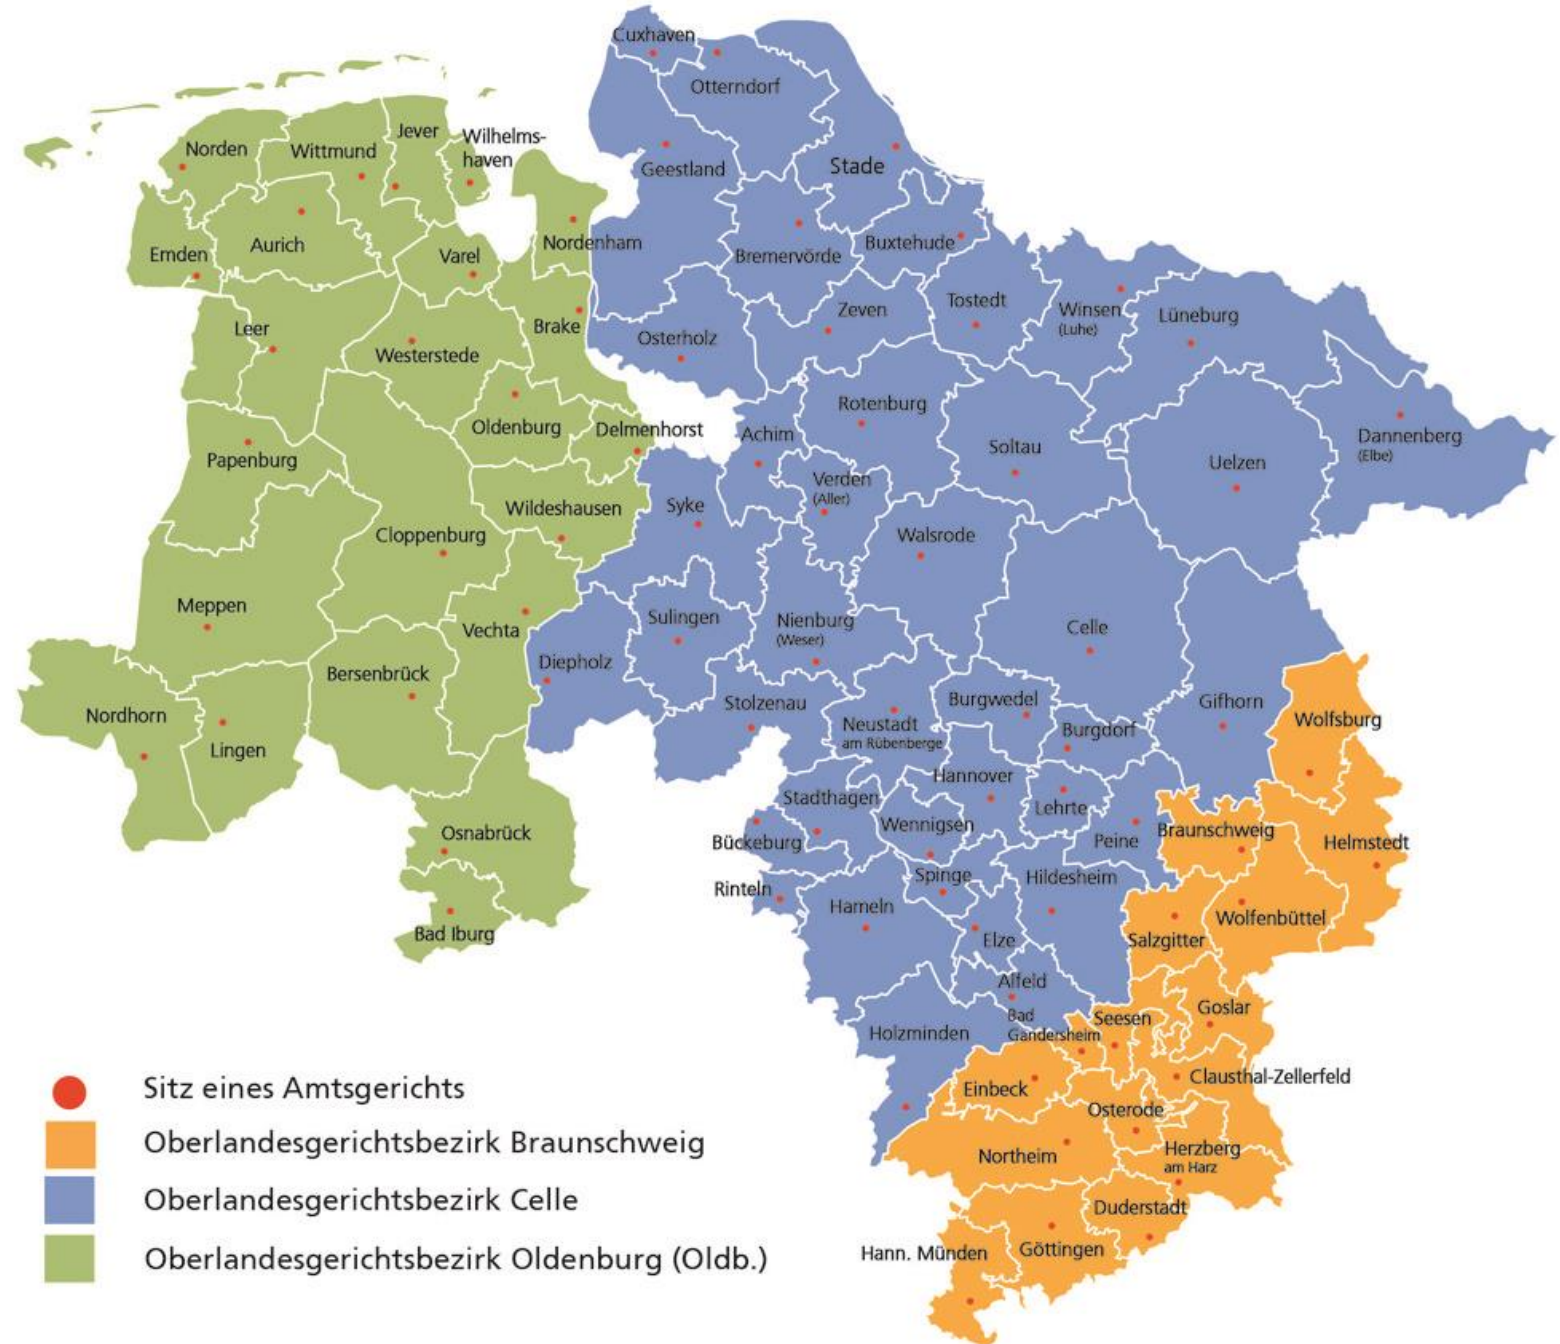 Cuxhaven
Otterndorf
Jever
Wilhelms-
haven
Norden
Wittmund
Geestland
Stade
Emden
Aurich
Varel
Nordenham
Bremervörde
Buxtehude
Leer
Brake
Westerstede
Osterholz
Zeven
Tostedt
Winsen
(Luhe)
Lüneburg
Oldenburg
Delmenhorst
Achim
Rotenburg
Soltau
Uelzen
Dannenberg
(Elbe)
Papenburg
Wildeshausen
Syke
Verden
(Aller)
Cloppenburg
Walsrode
Meppen
Vechta
Sulingen
Nienburg
(Weser)
Celle
Bersenbrück
Diepholz
Nordhorn
Lingen
Stolzenau
Neustadt
am Rübenberge
Burgwedel
Burgdorf
Gifhorn
Wolfsburg
Hannover
Stadthagen
Lehrte
Osnabrück
Bückeburg
Wennigsen
Peine
Braunschweig
Helmstedt
Rinteln
Spinge
Hildesheim
Bad Iburg
Hameln
Elze
Salzgitter
Wolfenbüttel
Alfeld
Holzminden
Bad
Gandersheim
Seesen
Goslar
Einbeck
Clausthal-Zellerfeld
Osterode
Northeim
Herzberg
am Harz
Duderstadt
Hann. Münden
Göttingen
Sitz eines Amtsgerichts
Oberlandesgerichtsbezirk Braunschweig
Oberlandesgerichtsbezirk Celle
Oberlandesgerichtsbezirk Oldenburg (Oldb.)